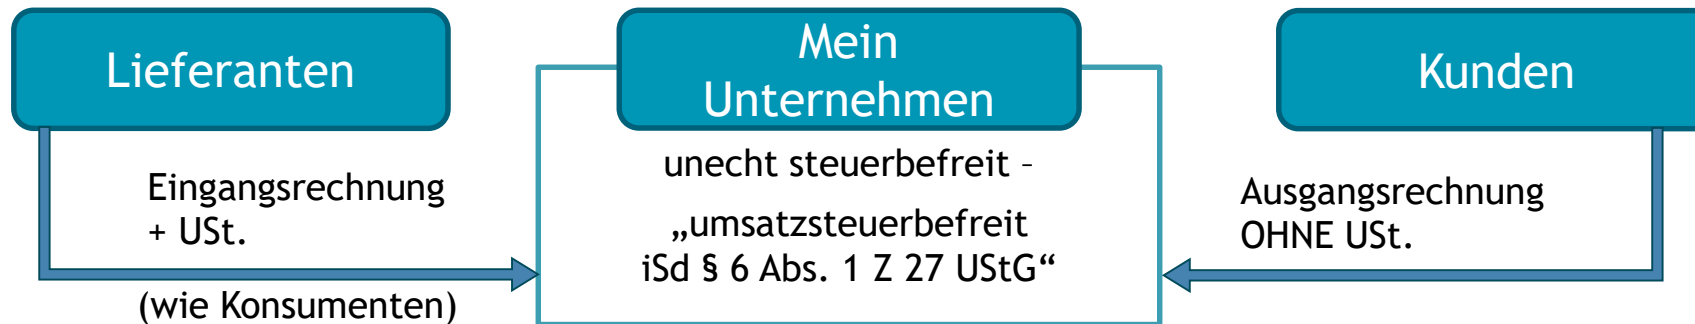 Lieferanten
Mein
Unternehmen
Kunden
Eingangsrechnung
+ USt.
(wie Konsumenten)
unecht steuerbefreit –
„umsatzsteuerbefreit
iSd § 6 Abs. 1 Z 27 UStG“
Ausgangsrechnung
OHNE USt.